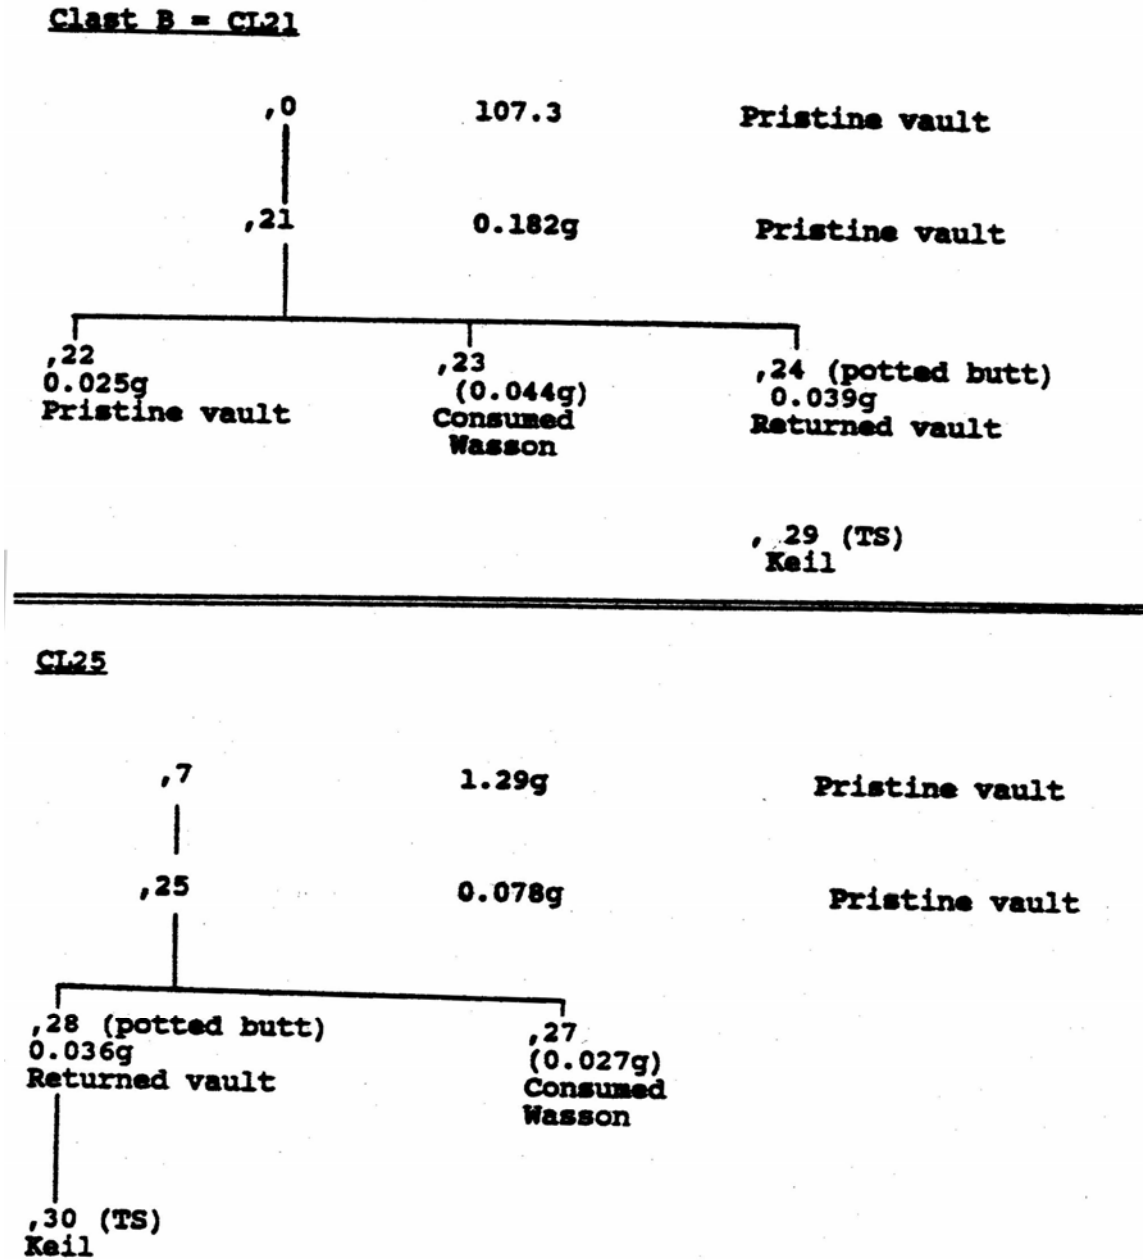 Clast B = CL21
,0 107.3 Pristine vault
,21 0.182g Pristine vault
,22
0.025g
Pristine vault
,23
(0.044g)
Consumed
Wasson
,24 (potted butt)
0.039g
Returned vault
, 29 (TS)
Keil
CL25
,7 1.29g Pristine vault
,25 0.078g Pristine vault
,28 (potted butt)
0.036g
Returned vault
,27
(0.027g)
Consumed
Wasson
,30 (TS)
Keil